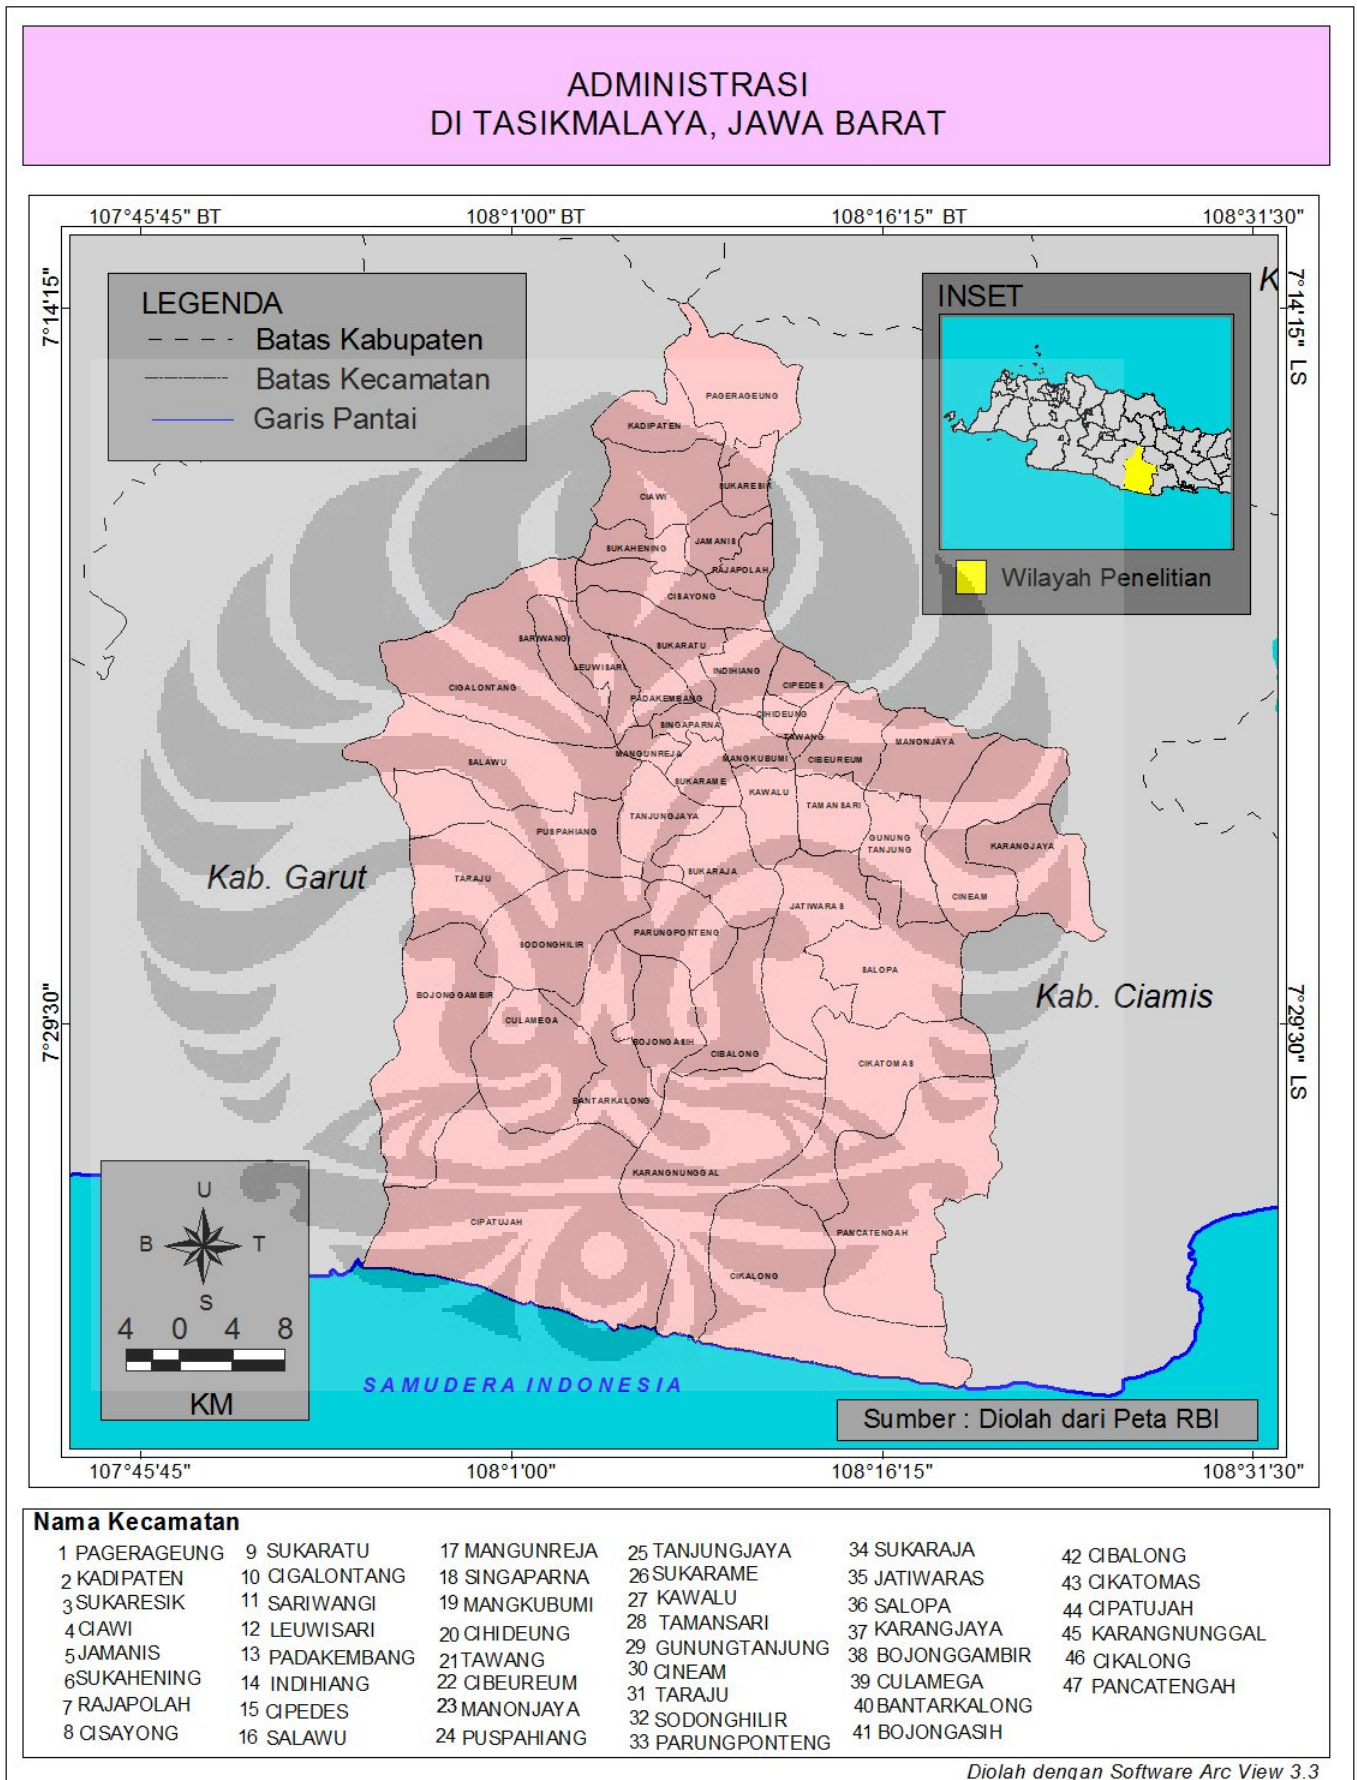 ADMINISTRASI
DI TASIKMALAYA, JAWA BARAT
107°45'45" BT
108°1'00" BT
108°16'15" BT
108°31'30"
7°14'15"
7°14'15" LS
LEGENDA
Batas Kabupaten
Batas Kecamatan
Garis Pantai
INSET
Wilayah Penelitian
K
PAGERAGEUNG
KADIPATEN
SUKARESIK
CIAWI
JAMANIS
SUKAHENING
RAJAPOLAH
CISAYONG
SARIWANGI
SUKARATU
LEUWISARI
INDIHIANG
CIGALONTANG
CIPEDES
PADAKEMBANG
CIHIDEUNG
SINGAPARNA
TAWANG
MANONJAYA
MANGUNREJA
MANGKUBUMI
CIBEUREUM
SALAWU
SUKARAME
KAWALU
TAMANSARI
TANJUNGJAYA
PUSPAHIANG
GUNUNG
TANJUNG
KARANGJAYA
Kab. Garut
TARAJU
SUKARAJA
CINEAM
JATIWARAS
PARUNGPONTENG
SODONGHILIR
SALOPA
BOJONGGAMBIR
Kab. Ciamis
CULAMEGA
BOJONGASIH
CIBALONG
CIKATOMAS
7°29'30"
7°29'30" LS
BANTARKALONG
KARANGNUNGGAL
CIPATUJAH
PANCATENGAH
CIKALONG
U
B
T
S
4 0 4 8
KM
SAMUDERA INDONESIA
Sumber : Diolah dari Peta RBI
107°45'45"
108°1'00"
108°16'15"
108°31'30"
Nama Kecamatan
1 PAGERAGEUNG
2 KADIPATEN
3 SUKARESIK
4 CIAWI
5 JAMANIS
6 SUKAHENING
7 RAJAPOLAH
8 CISAYONG
9 SUKARATU
10 CIGALONTANG
11 SARIWANGI
12 LEUWISARI
13 PADAKEMBANG
14 INDIHIANG
15 CIPEDES
16 SALAWU
17 MANGUNREJA
18 SINGAPARNA
19 MANGKUBUMI
20 CIHIDEUNG
21 TAWANG
22 CIBEUREUM
23 MANONJAYA
24 PUSPAHIANG
25 TANJUNGJAYA
26 SUKARAME
27 KAWALU
28 TAMANSARI
29 GUNUNGTANJUNG
30 CINEAM
31 TARAJU
32 SODONGHILIR
33 PARUNGPONTENG
34 SUKARAJA
35 JATIWARAS
36 SALOPA
37 KARANGJAYA
38 BOJONGGAMBIR
39 CULAMEGA
40 BANTARKALONG
41 BOJONGASIH
42 CIBALONG
43 CIKATOMAS
44 CIPATUJAH
45 KARANGNUNGGAL
46 CIKALONG
47 PANCATENGAH
Diolah dengan Software Arc View 3.3